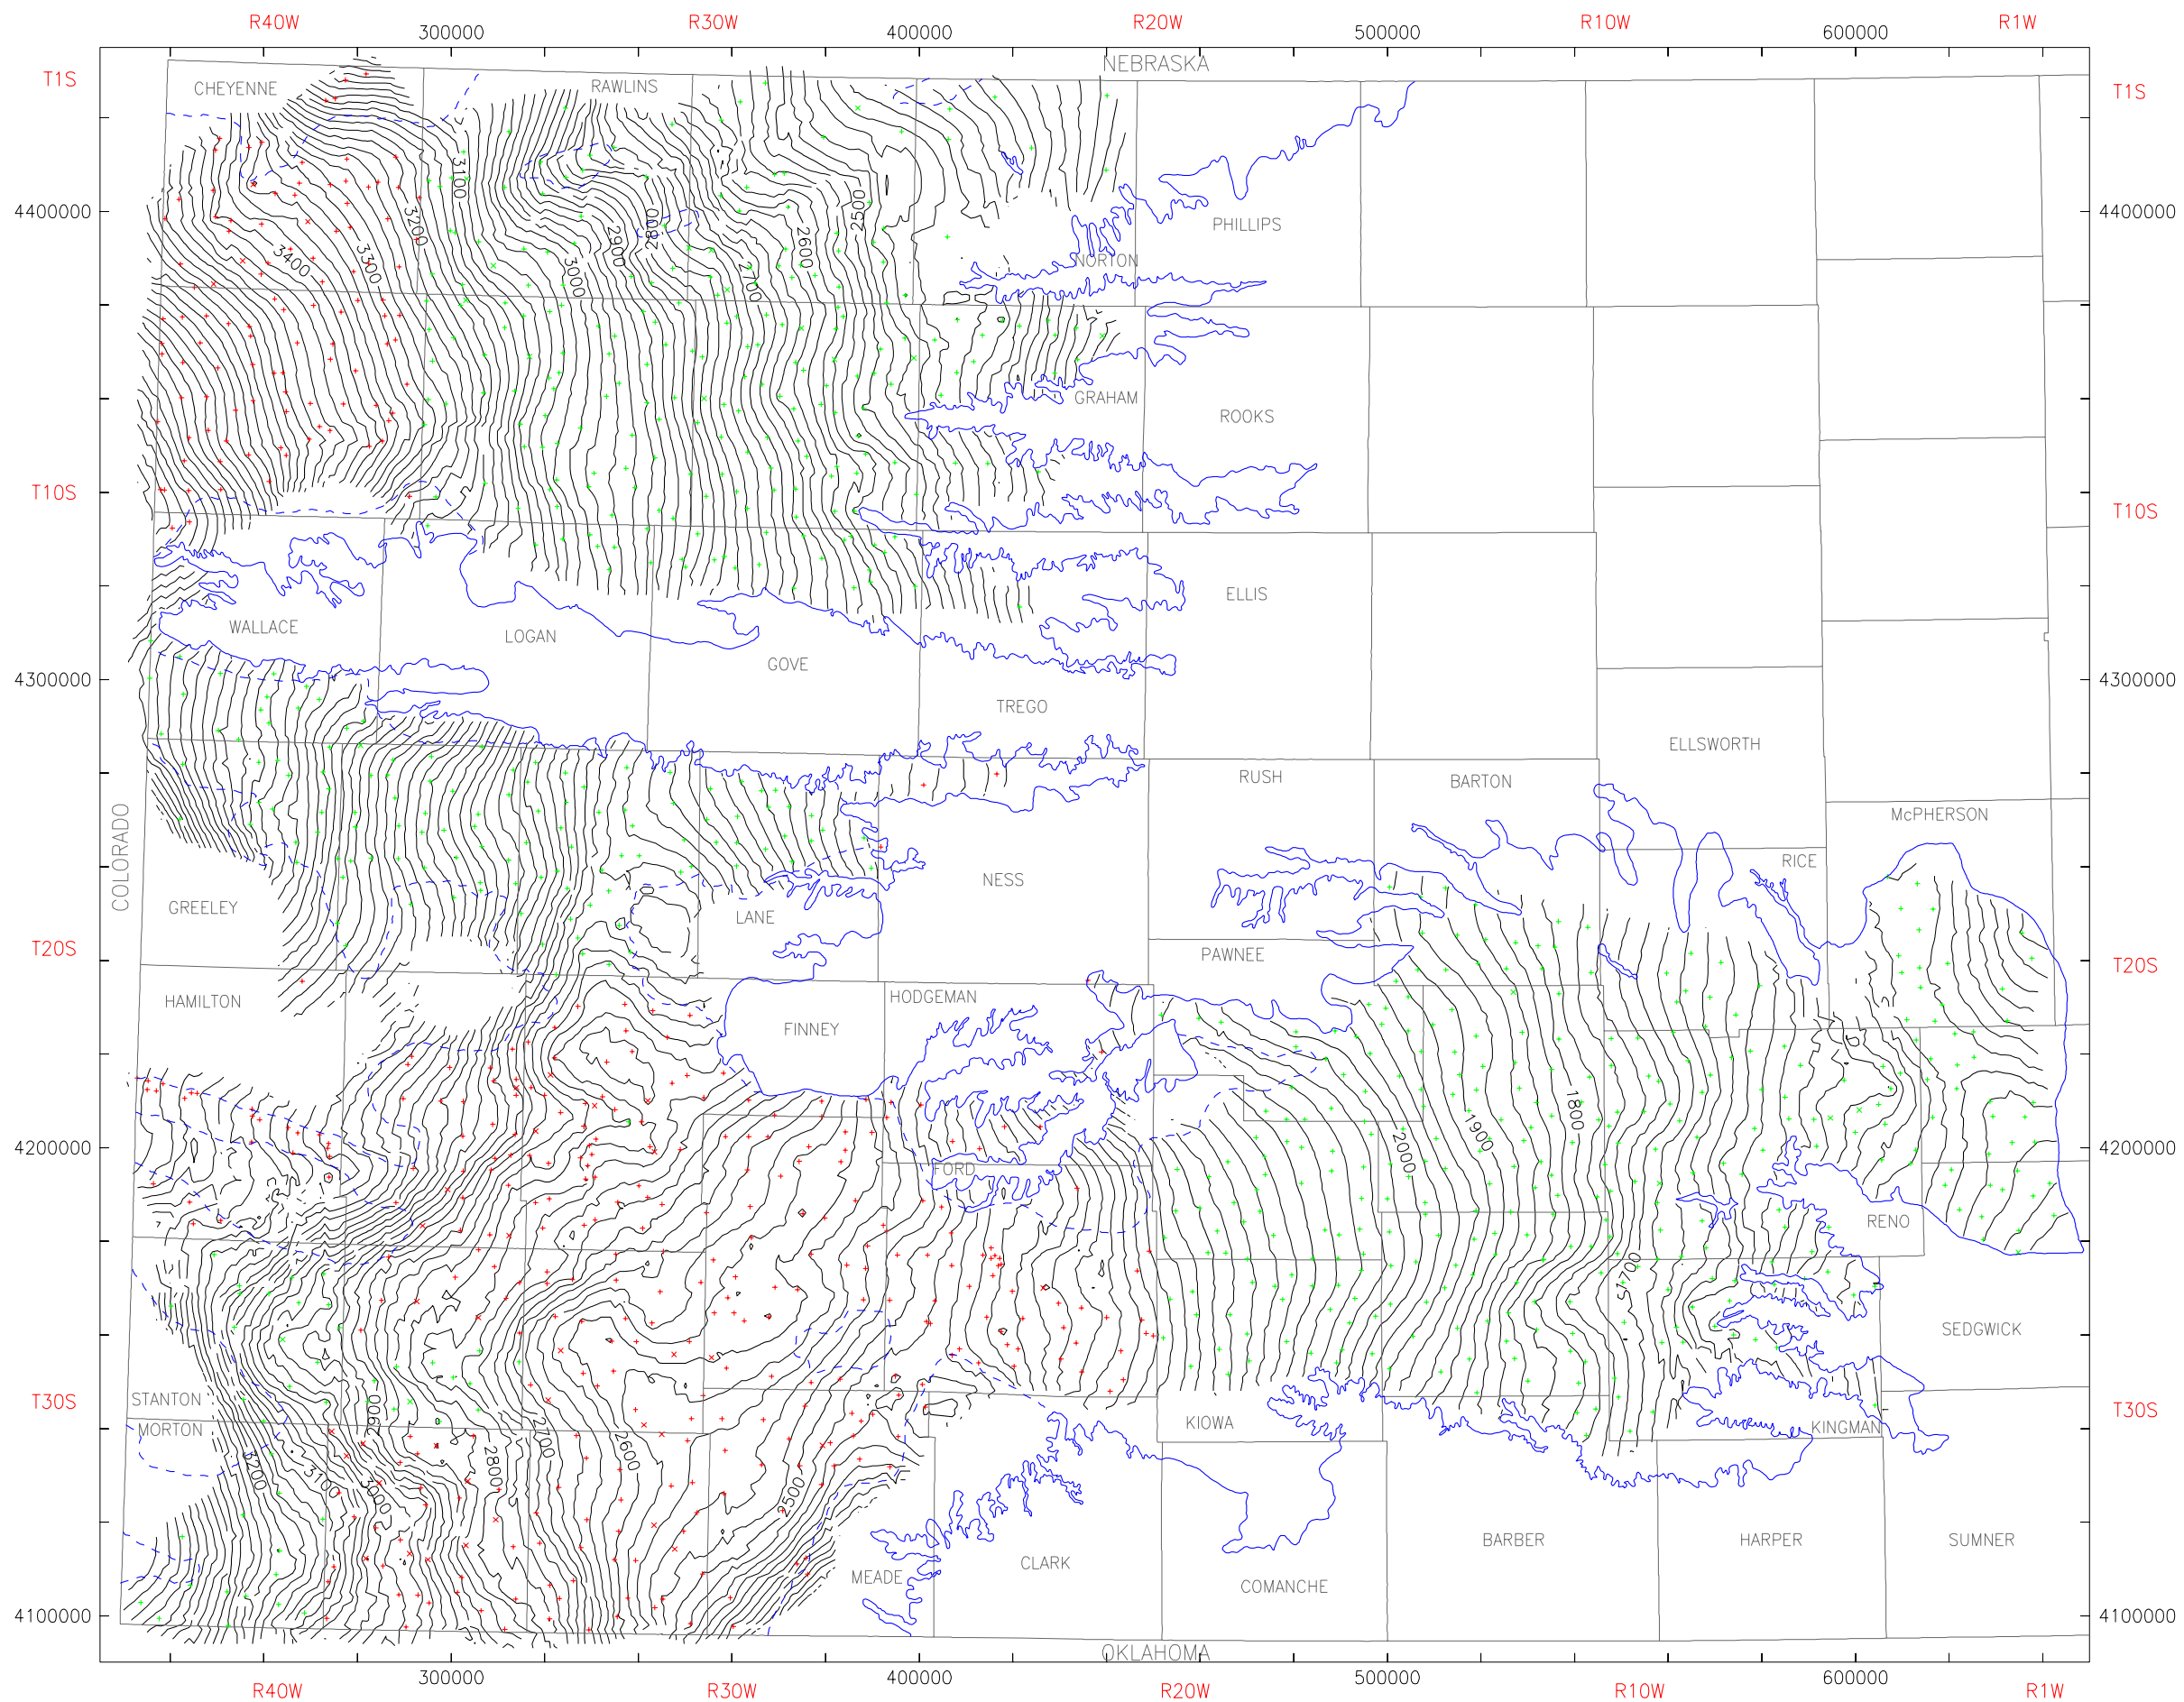 R40W R30W R20W R10W R1W
300000 400000 500000 600000
NEBRASKA
T1S CHEYENNE RAWLINS T1S
3100
4400000 3200 2900 2800 2500 PHILLIPS 4400000
3400 3300 3000 2700 2600 NORTON
GRAHAM
ROOKS
T10S T10S
ELLIS
WALLACE LOGAN
GOVE
4300000 4300000
TREGO
ELLSWORTH
RUSH BARTON
COLORADO McPHERSON
RICE
GREELEY NESS
LANE
T20S PAWNEE T20S
HAMILTON HODGEMAN
FINNEY
1800
1900
4200000 2000 4200000
FORD
RENO
1700
SEDGWICK
STANTON
T30S 2600 T30S
MORTON KIOWA KINGMAN
2700 2600
3200 3100 3000 2800 2500
BARBER HARPER SUMNER
CLARK
MEADE COMANCHE
4100000 4100000
OKLAHOMA
300000 400000 500000 600000
R40W R30W R20W R10W R1W